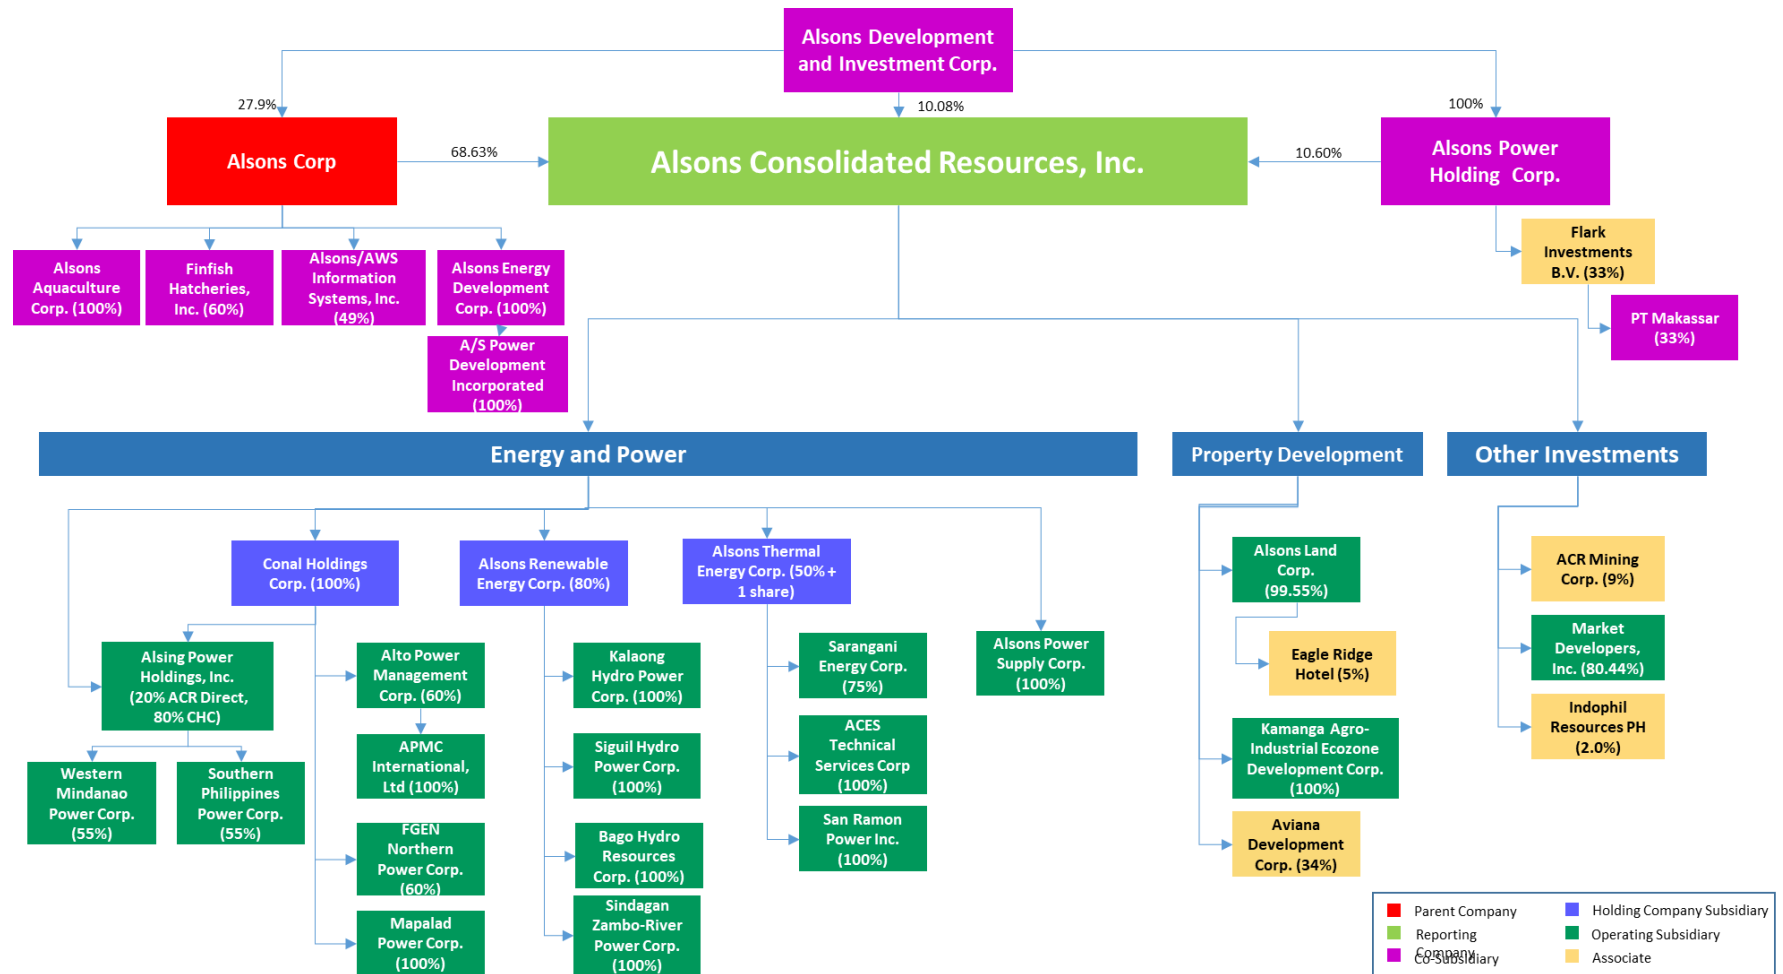 Alsons Development
and Investment Corp.
27.9%
10.08%
100%
Alsons Corp
68.63%
Alsons Consolidated Resources, Inc.
10.60%
Alsons Power
Holding Corp.
Alsons
Aquaculture
Corp. (100%)
Finfish
Hatcheries,
Inc. (60%)
Alsons/AWS
Information
Systems, Inc.
(49%)
Alsons Energy
Development
Corp. (100%)
A/S Power
Development
Incorporated
(100%)
Flark
Investments
B.V. (33%)
PT Makassar
(33%)
Energy and Power
Property Development
Other Investments
Conal Holdings
Corp. (100%)
Alsons Renewable
Energy Corp. (80%)
Alsons Thermal
Energy Corp. (50% +
1 share)
Alsing Power
Holdings, Inc.
(20% ACR Direct,
80% CHC)
Western
Mindanao
Power Corp.
(55%)
Southern
Philippines
Power Corp.
(55%)
Alto Power
Management
Corp. (60%)
APMC
International,
Ltd (100%)
FGEN
Northern
Power Corp.
(60%)
Mapalad
Power Corp.
(100%)
Kalaong
Hydro Power
Corp. (100%)
Siguil Hydro
Power Corp.
(100%)
Bago Hydro
Resources
Corp. (100%)
Sindagan
Zambo-River
Power Corp.
(100%)
Sarangani
Energy Corp.
(75%)
ACES
Technical
Services Corp
(100%)
San Ramon
Power Inc.
(100%)
Alsons Power
Supply Corp.
(100%)
Alsons Land
Corp.
(99.55%)
Eagle Ridge
Hotel (5%)
Kamanga Agro-
Industrial Ecozone
Development Corp.
(100%)
Aviana
Development
Corp. (34%)
ACR Mining
Corp. (9%)
Market
Developers,
Inc. (80.44%)
Indophil
Resources PH
(2.0%)
Parent Company
Reporting
Company
Co-Subsidiary
Holding Company Subsidiary
Operating Subsidiary
Associate